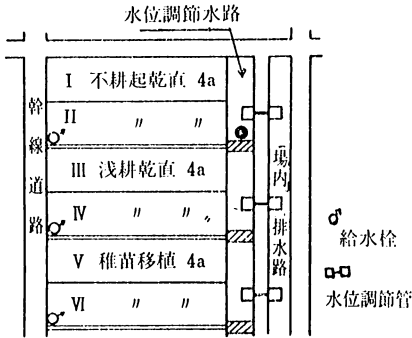 水位調節水路
I 不耕起乾直 4a
II 〃 〃
III 浅耕乾直 4a
IV 〃 〃
V 稚苗移植 4a
VI 〃 〃
幹線道路
場内排水路
給水栓
水位調節管